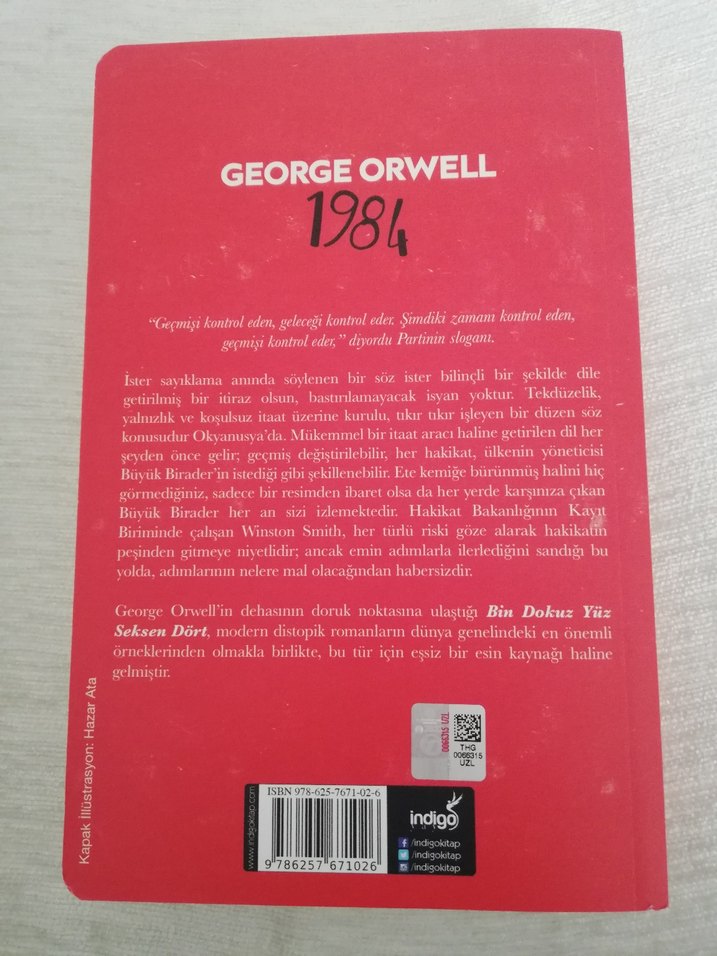 GEORGE ORWELL
1984
“Geçmişi kontrol eden, geleceği kontrol eder. Şimdiki zamanı kontrol eden,
geçmişi kontrol eder,” diyordu Partinin sloganı.
İster sayıklama anında söylenen bir söz ister bilinçli bir şekilde dile
getirilmiş bir itiraz olsun, bastırılamayacak isyan yoktur. Tekdüzelik,
yalnızlık ve koşulsuz itaat üzerine kurulu, tıkır tıkır işleyen bir düzen söz
konusudur Okyanusya’da. Mükemmel bir itaat aracı haline getirilen dil her
şeyden önce gelir; geçmiş değiştirilebilir, her hakikat, ülkenin yöneticisi
Büyük Birader’in istediği gibi şekillenebilir. Ete kemiğe bürünmüş halini hiç
görmediğiniz, sadece bir resimden ibaret olsa da her yerde karşınıza çıkan
Büyük Birader her an sizi izlemektedir. Hakikat Bakanlığının Kayıt
Biriminde çalışan Winston Smith, her türlü riski göze alarak hakikatin
peşinden gitmeye niyetlidir; ancak emin adımlarla ilerlediğini sandığı bu
yolda, adımlarının nelere mal olacağından habersizdir.
George Orwell’in dehasının doruk noktasına ulaştığı Bin Dokuz Yüz
Seksen Dört, modern distopik romanların dünya genelindeki en önemli
örneklerinden olmakla birlikte, bu tür için eşsiz bir esin kaynağı haline
gelmiştir.
Kapak İllüstrasyon: Hazar Ata
0066315 UZL
THG
0066315
UZL
www.indigokitap.com
ISBN 978-625-7671-02-6
9 786257 671026
indigo
/indigokitap
/indigokitap
/indigokitap